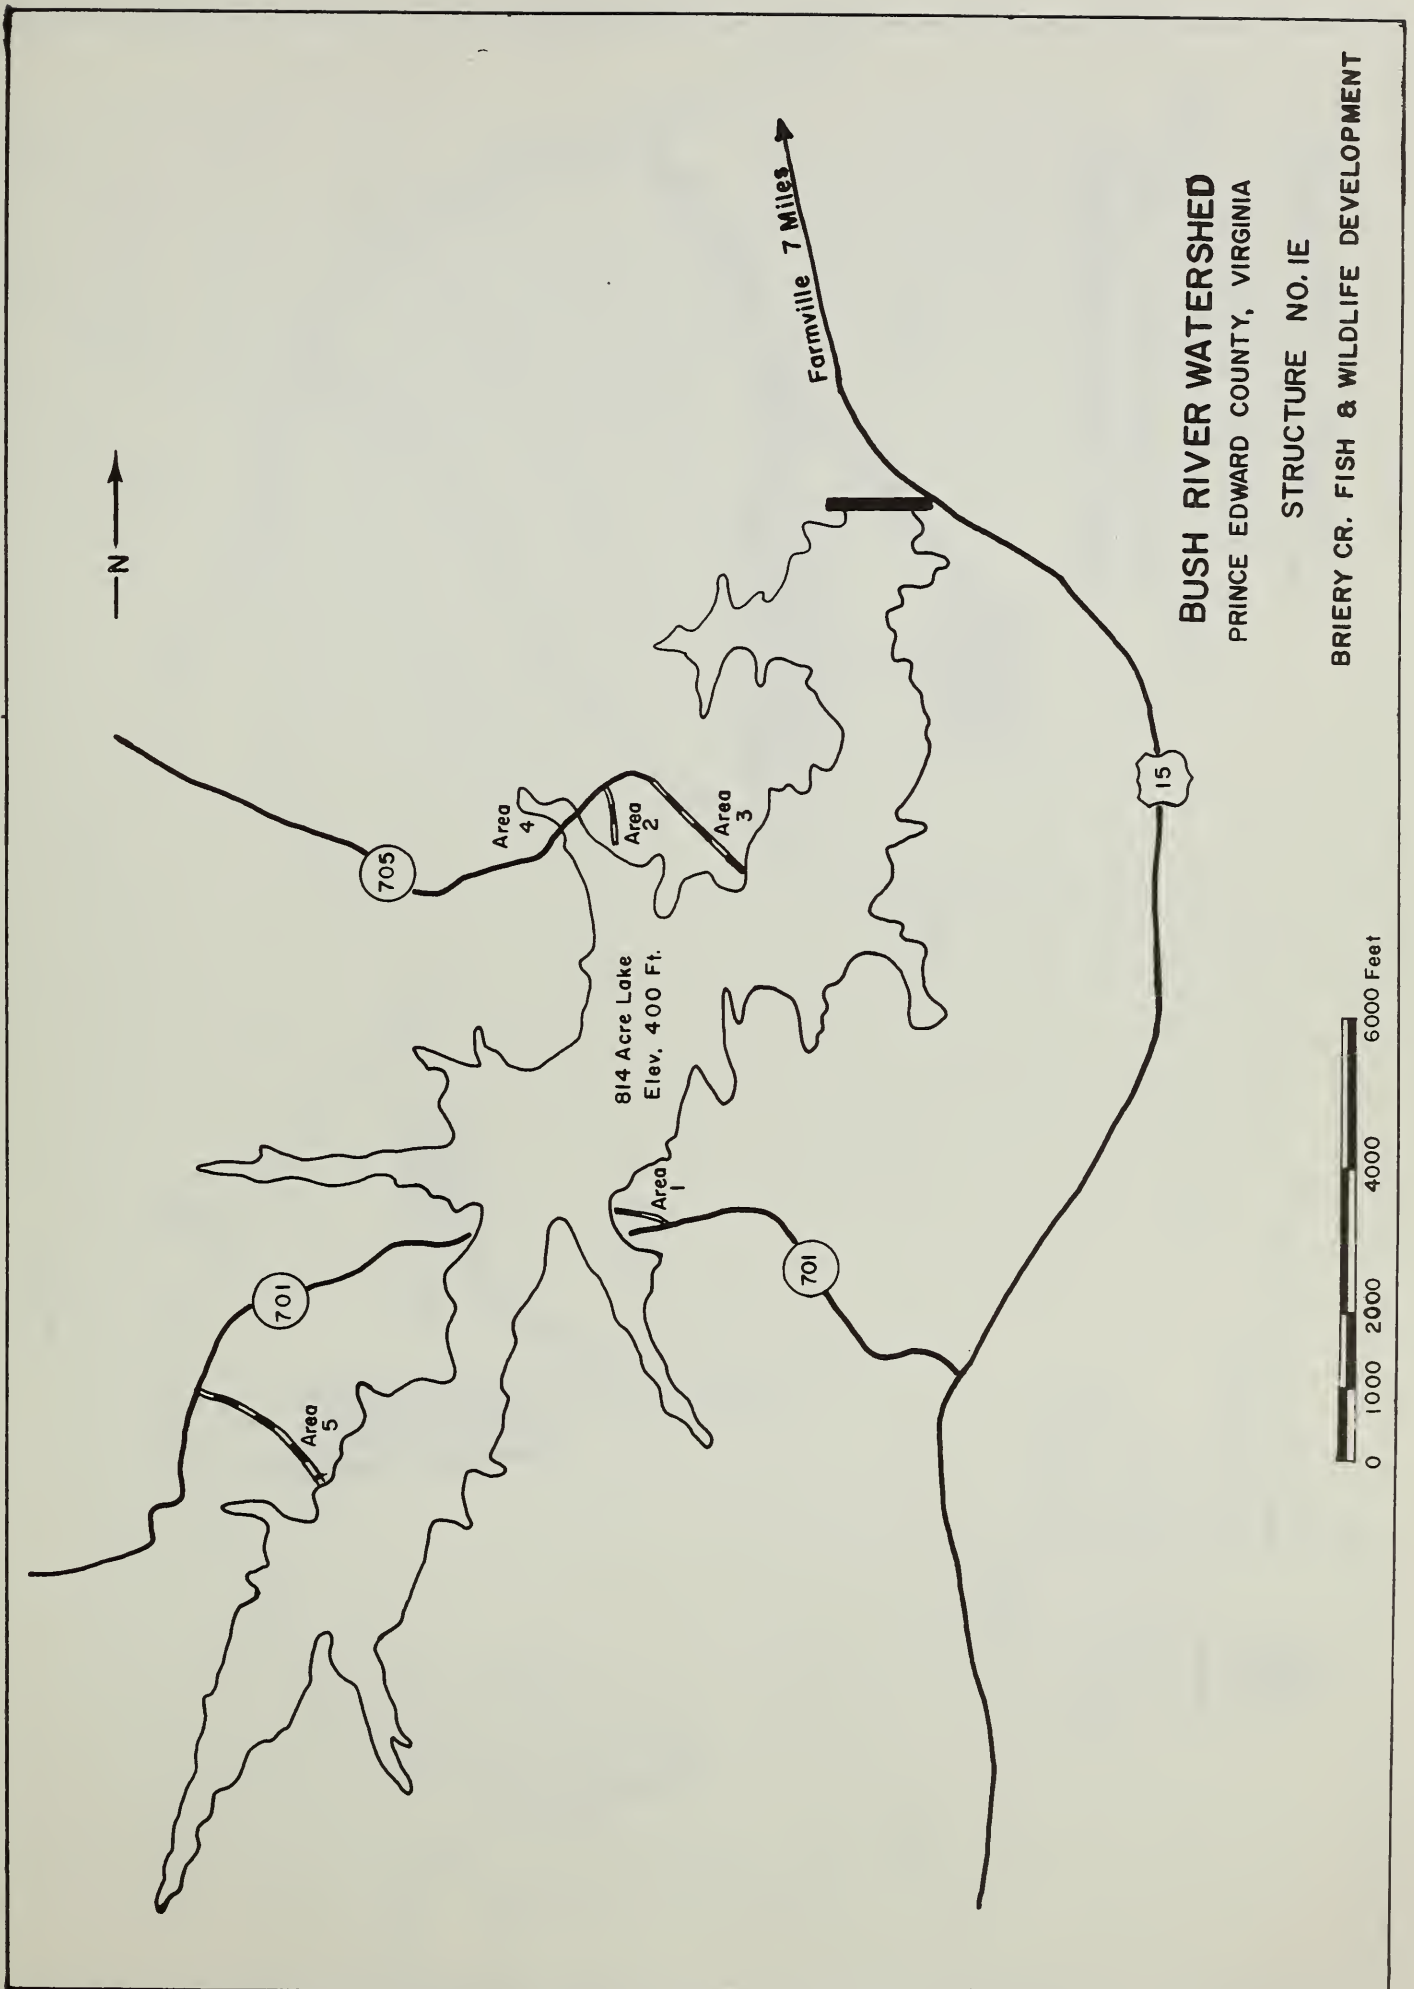 N
705
701
Area
5
Area
4
Area
2
Area
3
814 Acre Lake
Elev. 400 Ft.
Area
1
701
Farmville 7 Miles
15
BUSH RIVER WATERSHED
PRINCE EDWARD COUNTY, VIRGINIA
STRUCTURE NO. 1E
BRIERY CR. FISH & WILDLIFE DEVELOPMENT
0 1000 2000 4000 6000 Feet